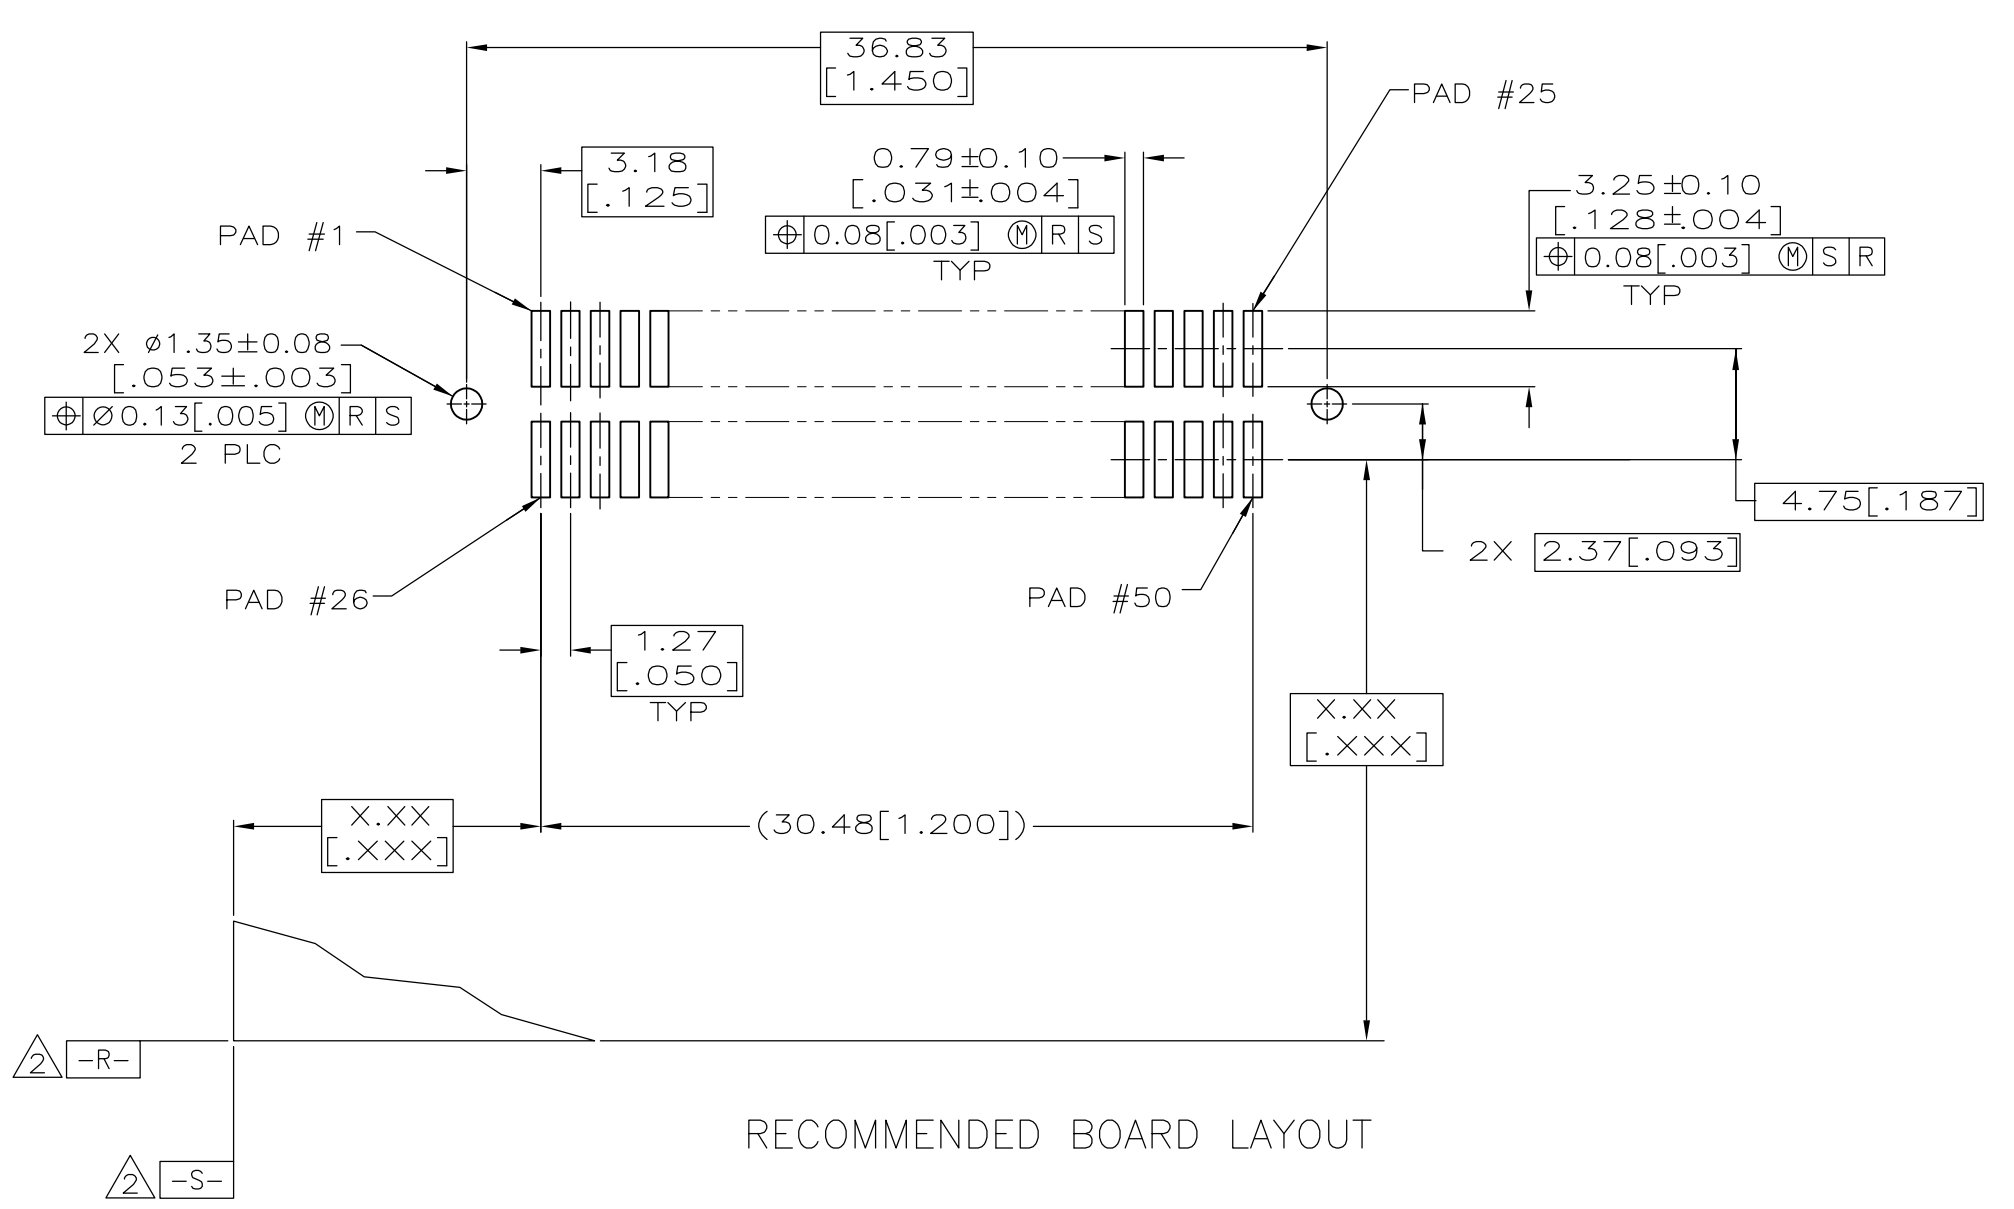 36.83
[1.450]
PAD #25
3.18
[.125]
0.79±0.10
[.031±.004]
⌖ 0.08[.003] Ⓜ R S
TYP
3.25±0.10
[.128±.004]
⌖ 0.08[.003] Ⓜ S R
TYP
PAD #1
2X ⌀1.35±0.08
[.053±.003]
⌖ ⌀0.13[.005] Ⓜ R S
2 PLC
4.75[.187]
2X 2.37[.093]
PAD #26
PAD #50
1.27
[.050]
TYP
X.XX
[.XXX]
X.XX
[.XXX]
(30.48[1.200])
2 -R-
RECOMMENDED BOARD LAYOUT
2 -S-